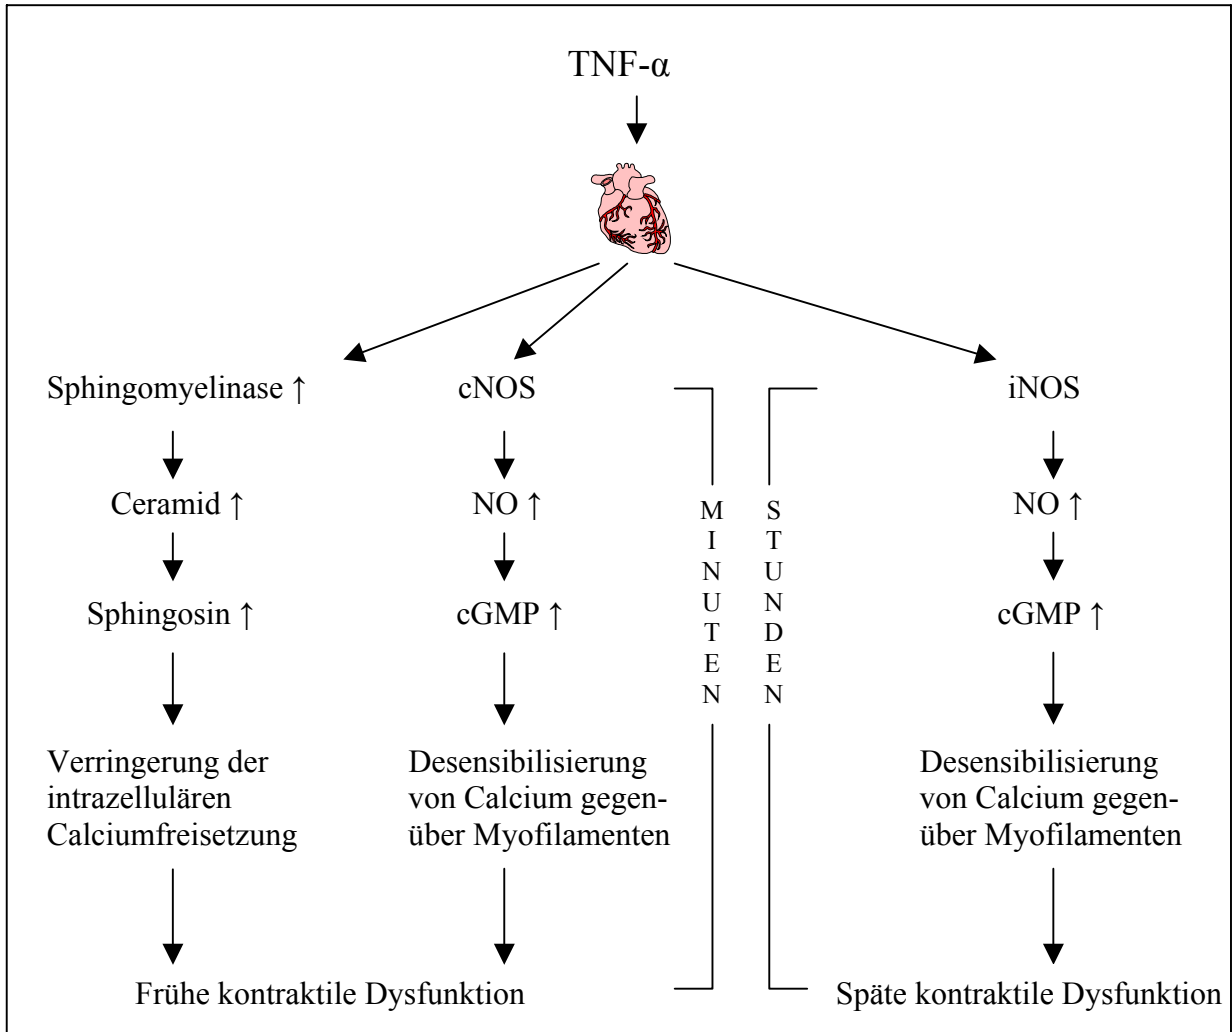 TNF-α
Sphingomyelinase ↑
cNOS
iNOS
Ceramid ↑
NO ↑
NO ↑
Sphingosin ↑
cGMP ↑
cGMP ↑
MINUTEN
STUNDEN
Verringerung der
intrazellulären
Calciumfreisetzung
Desensibilisierung
von Calcium gegen-
über Myofilamenten
Desensibilisierung
von Calcium gegen-
über Myofilamenten
Frühe kontraktile Dysfunktion
Späte kontraktile Dysfunktion